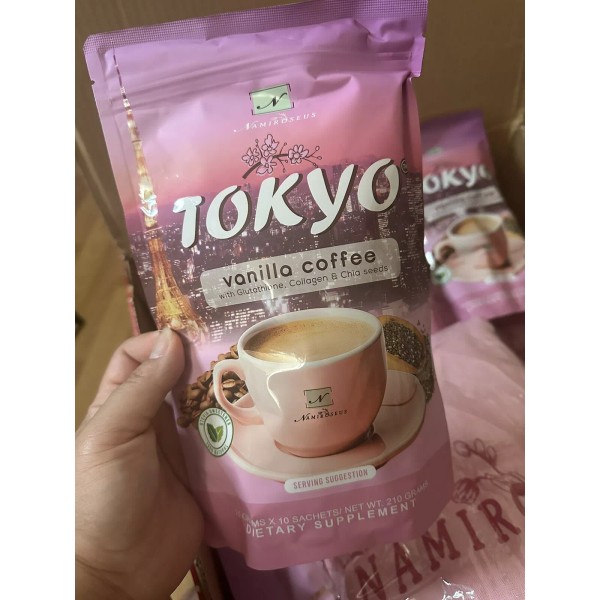 N
NAMIROSEUS
TOKYO
vanilla coffee
with Glutathione, Collagen & Chia seeds
N
NAMIROSEUS
SERVING SUGGESTION
X 10 SACHETS/ NET WT. 210 GRAMS
DIETARY SUPPLEMENT
TOKYO
NAMIRO